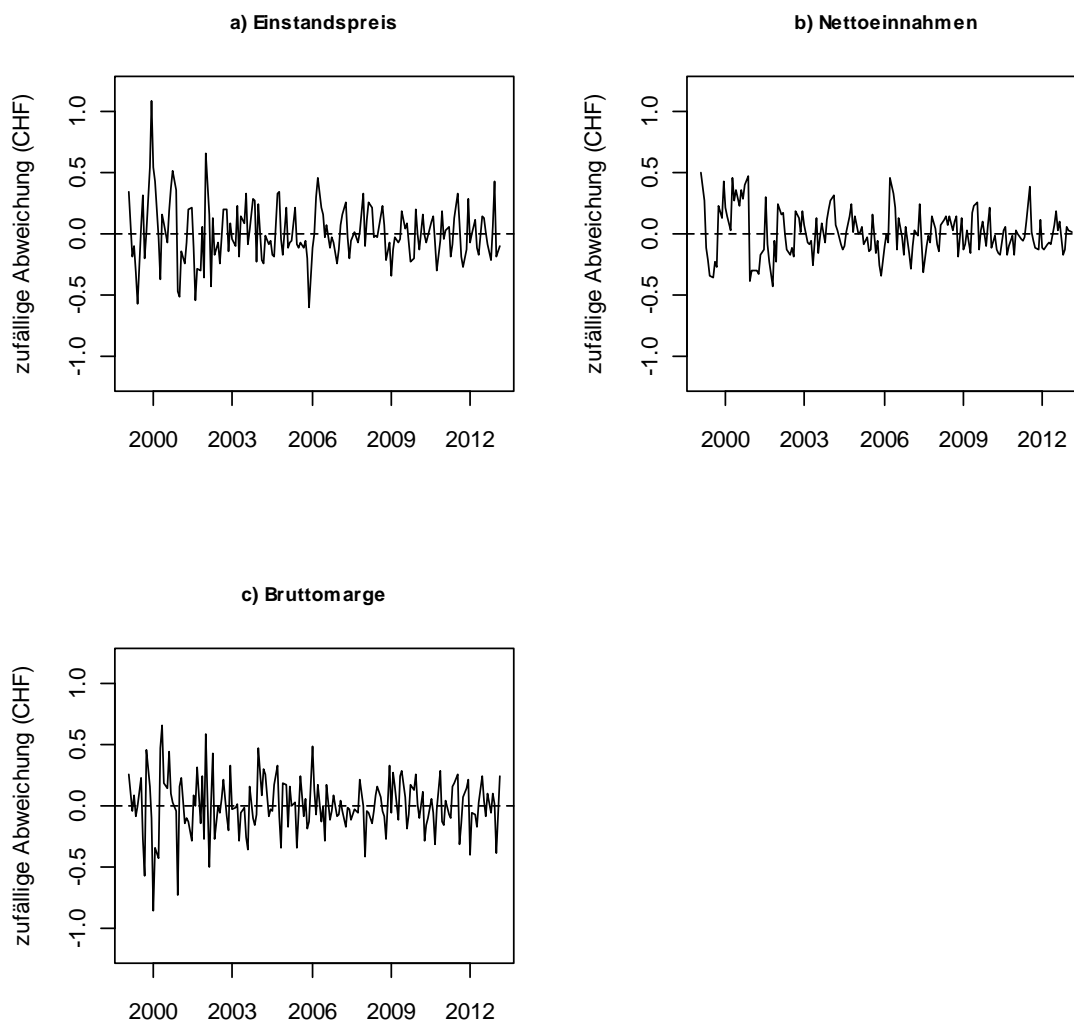 a) Einstandspreis
zufällige Abweichung (CHF)
1.0
0.5
0.0
-0.5
-1.0
2000 2003 2006 2009 2012
b) Nettoeinnahmen
zufällige Abweichung (CHF)
1.0
0.5
0.0
-0.5
-1.0
2000 2003 2006 2009 2012
c) Bruttomarge
zufällige Abweichung (CHF)
1.0
0.5
0.0
-0.5
-1.0
2000 2003 2006 2009 2012